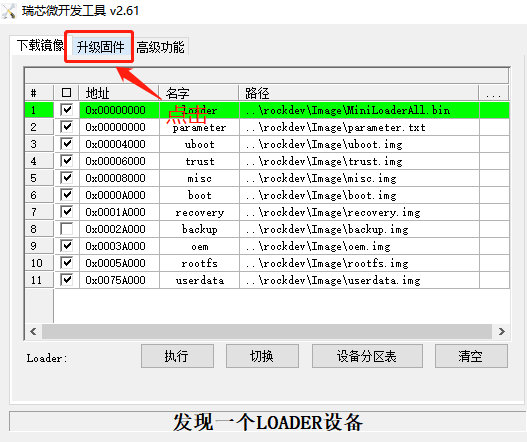 瑞芯微开发工具 v2.61
下载镜像 升级固件 高级功能
# 地址 名字 路径 ...
点击
1 0x00000000 loader ..\rockdev\Image\MiniLoaderAll.bin
2 0x00000000 parameter ..\rockdev\Image\parameter.txt
3 0x00004000 uboot ..\rockdev\Image\uboot.img
4 0x00006000 trust ..\rockdev\Image\trust.img
5 0x00008000 misc ..\rockdev\Image\misc.img
6 0x0000A000 boot ..\rockdev\Image\boot.img
7 0x0001A000 recovery ..\rockdev\Image\recovery.img
8 0x0002A000 backup ..\rockdev\Image\backup.img
9 0x0003A000 oem ..\rockdev\Image\oem.img
10 0x0005A000 rootfs ..\rockdev\Image\rootfs.img
11 0x0075A000 userdata ..\rockdev\Image\userdata.img
Loader: 执行 切换 设备分区表 清空
发现一个LOADER设备